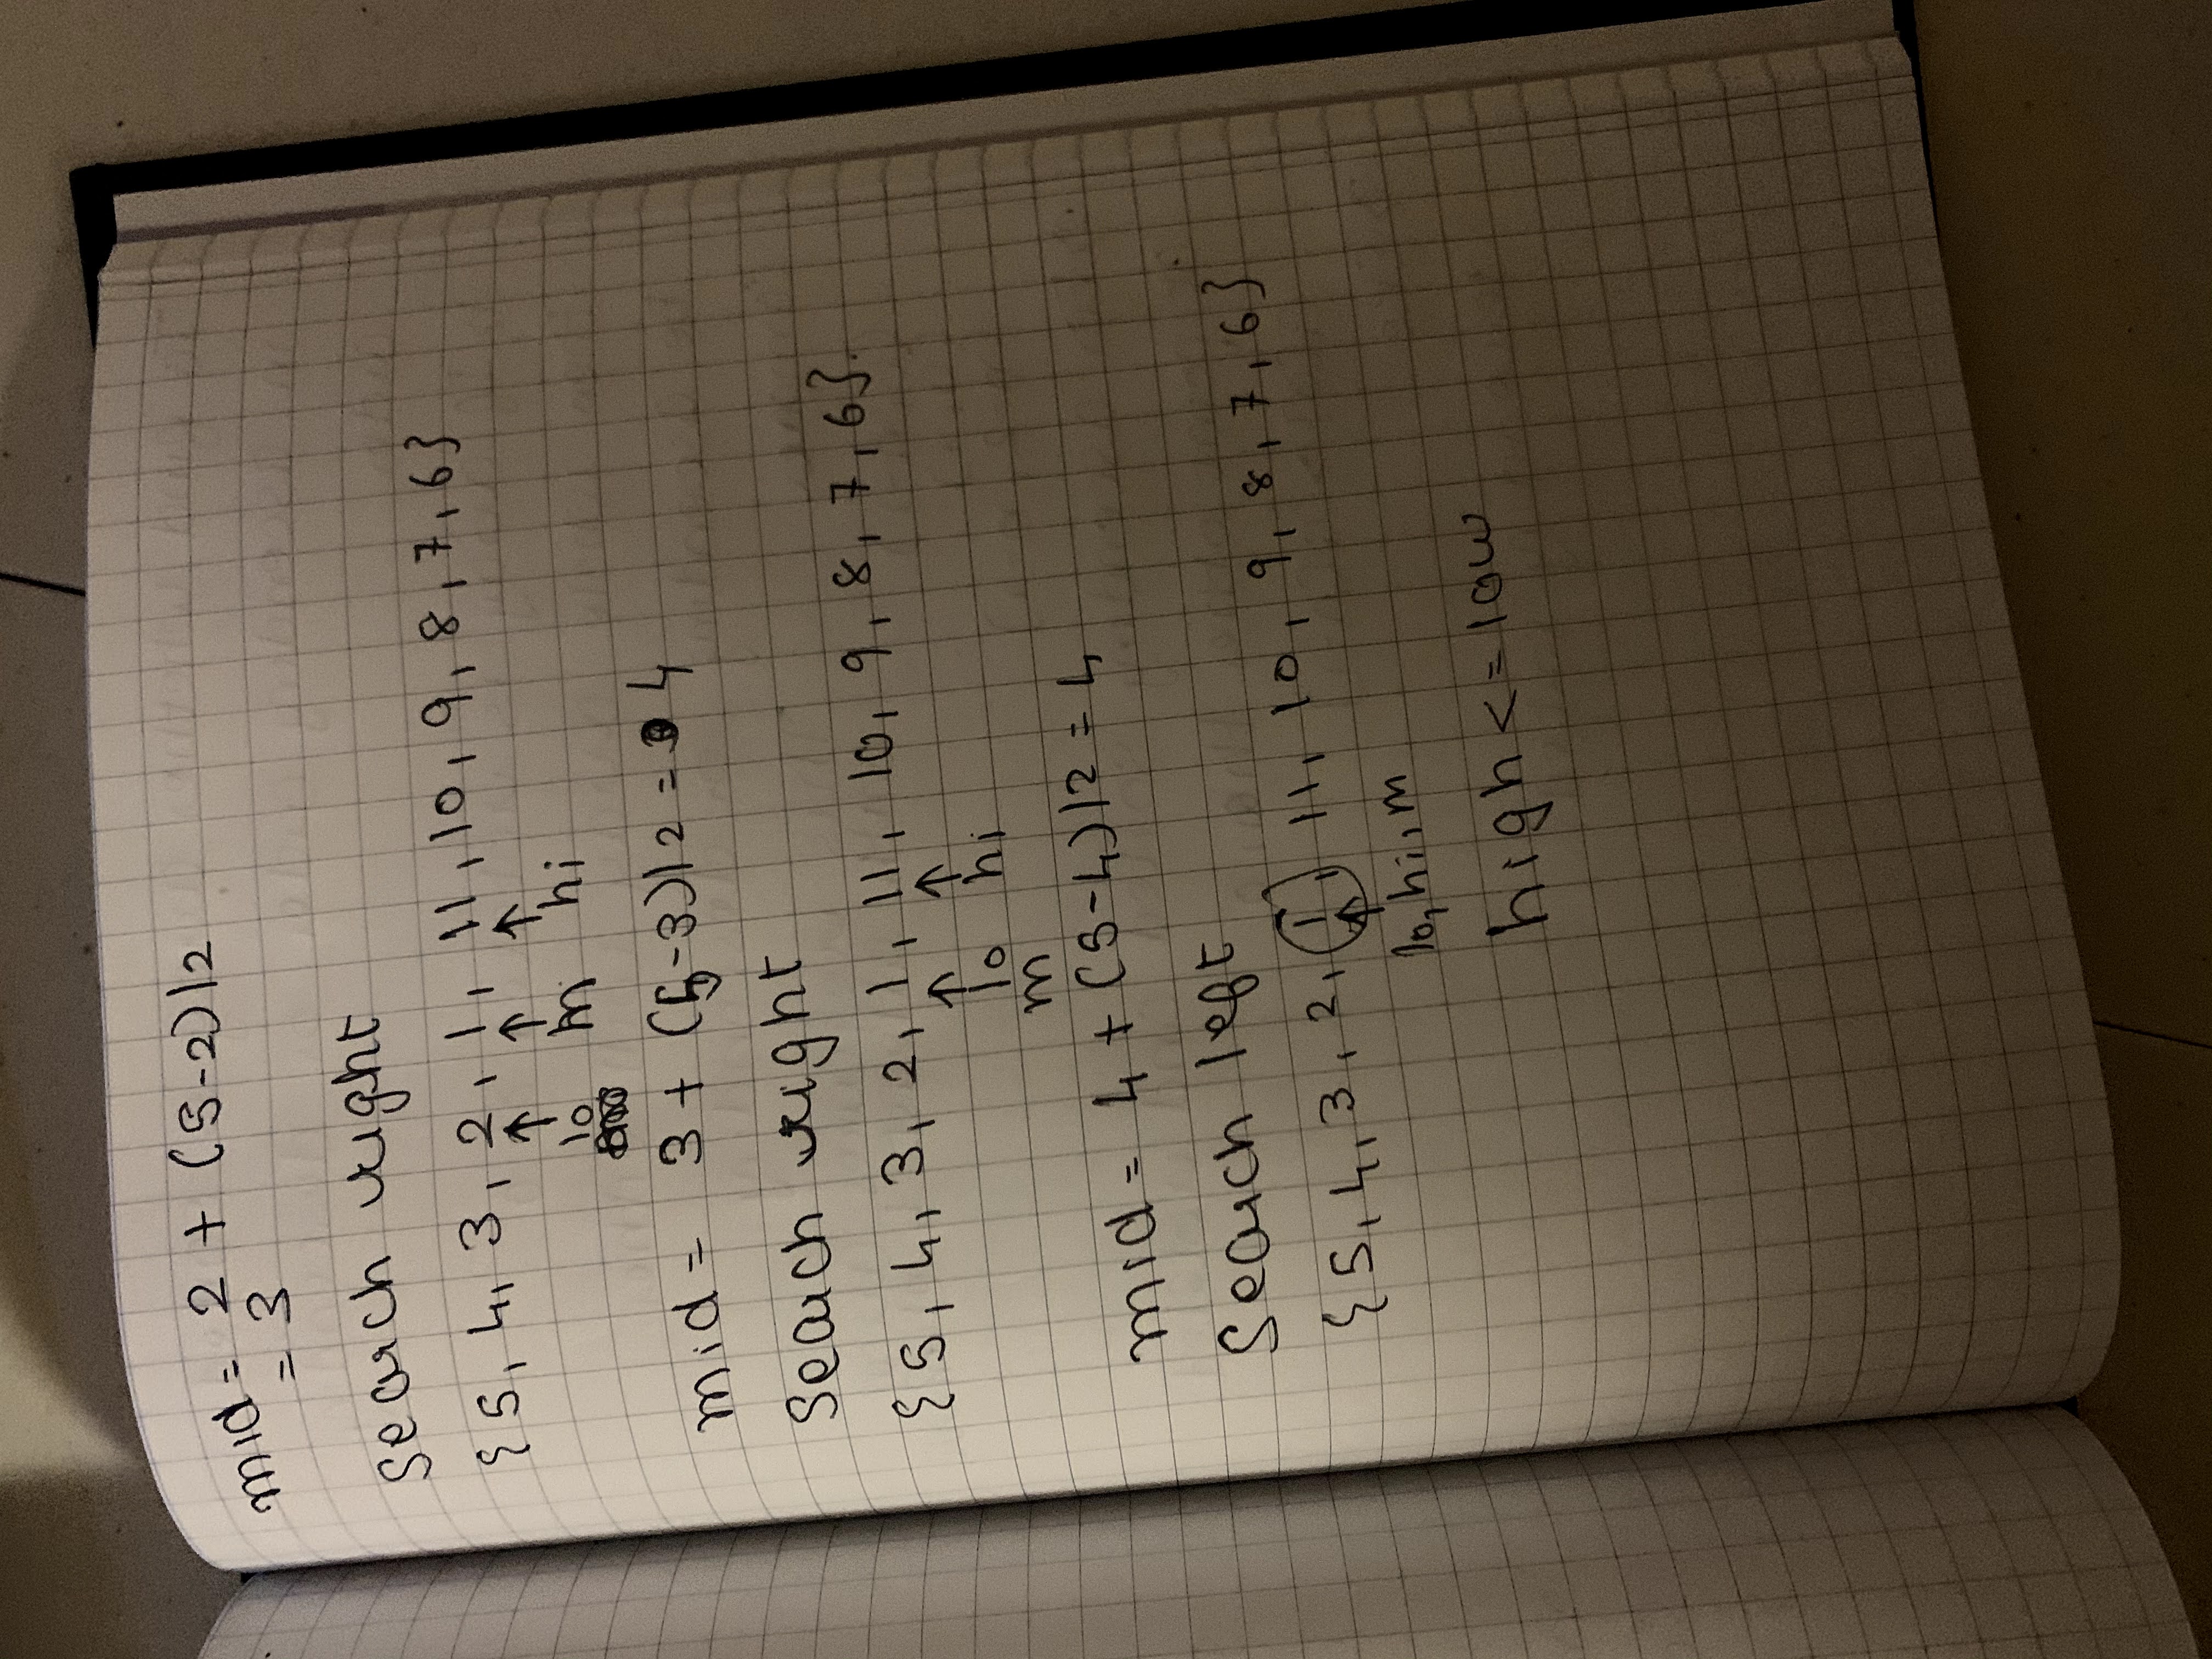 mid = 2 + (5-2)/2
= 3
Search right
{5, 4, 3, 2, 1, 11, 10, 9, 8, 7, 6}
↑ ↑ ↑
lo m hi
mid = 3 + (5-3)/2 = 4
Search right
{5, 4, 3, 2, 1, 11, 10, 9, 8, 7, 6}.
↑ ↑
lo hi
m
mid = 4 + (5-4)/2 = 4
Search left
{5, 4, 3, 2, 1, 11, 10, 9, 8, 7, 6}
↑
lo, hi, m
high <= low